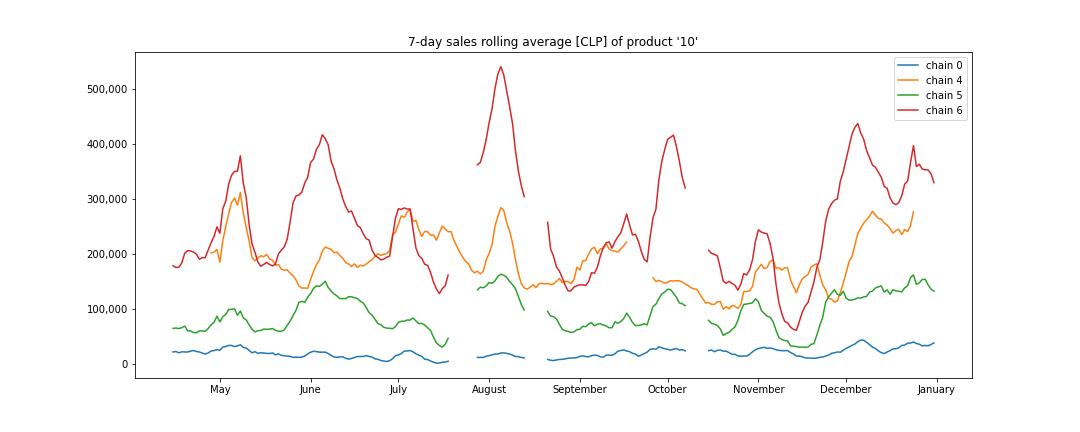 7-day sales rolling average [CLP] of product '10'
chain 0
chain 4
chain 5
chain 6
500,000
400,000
300,000
200,000
100,000
0
May June July August September October November December January